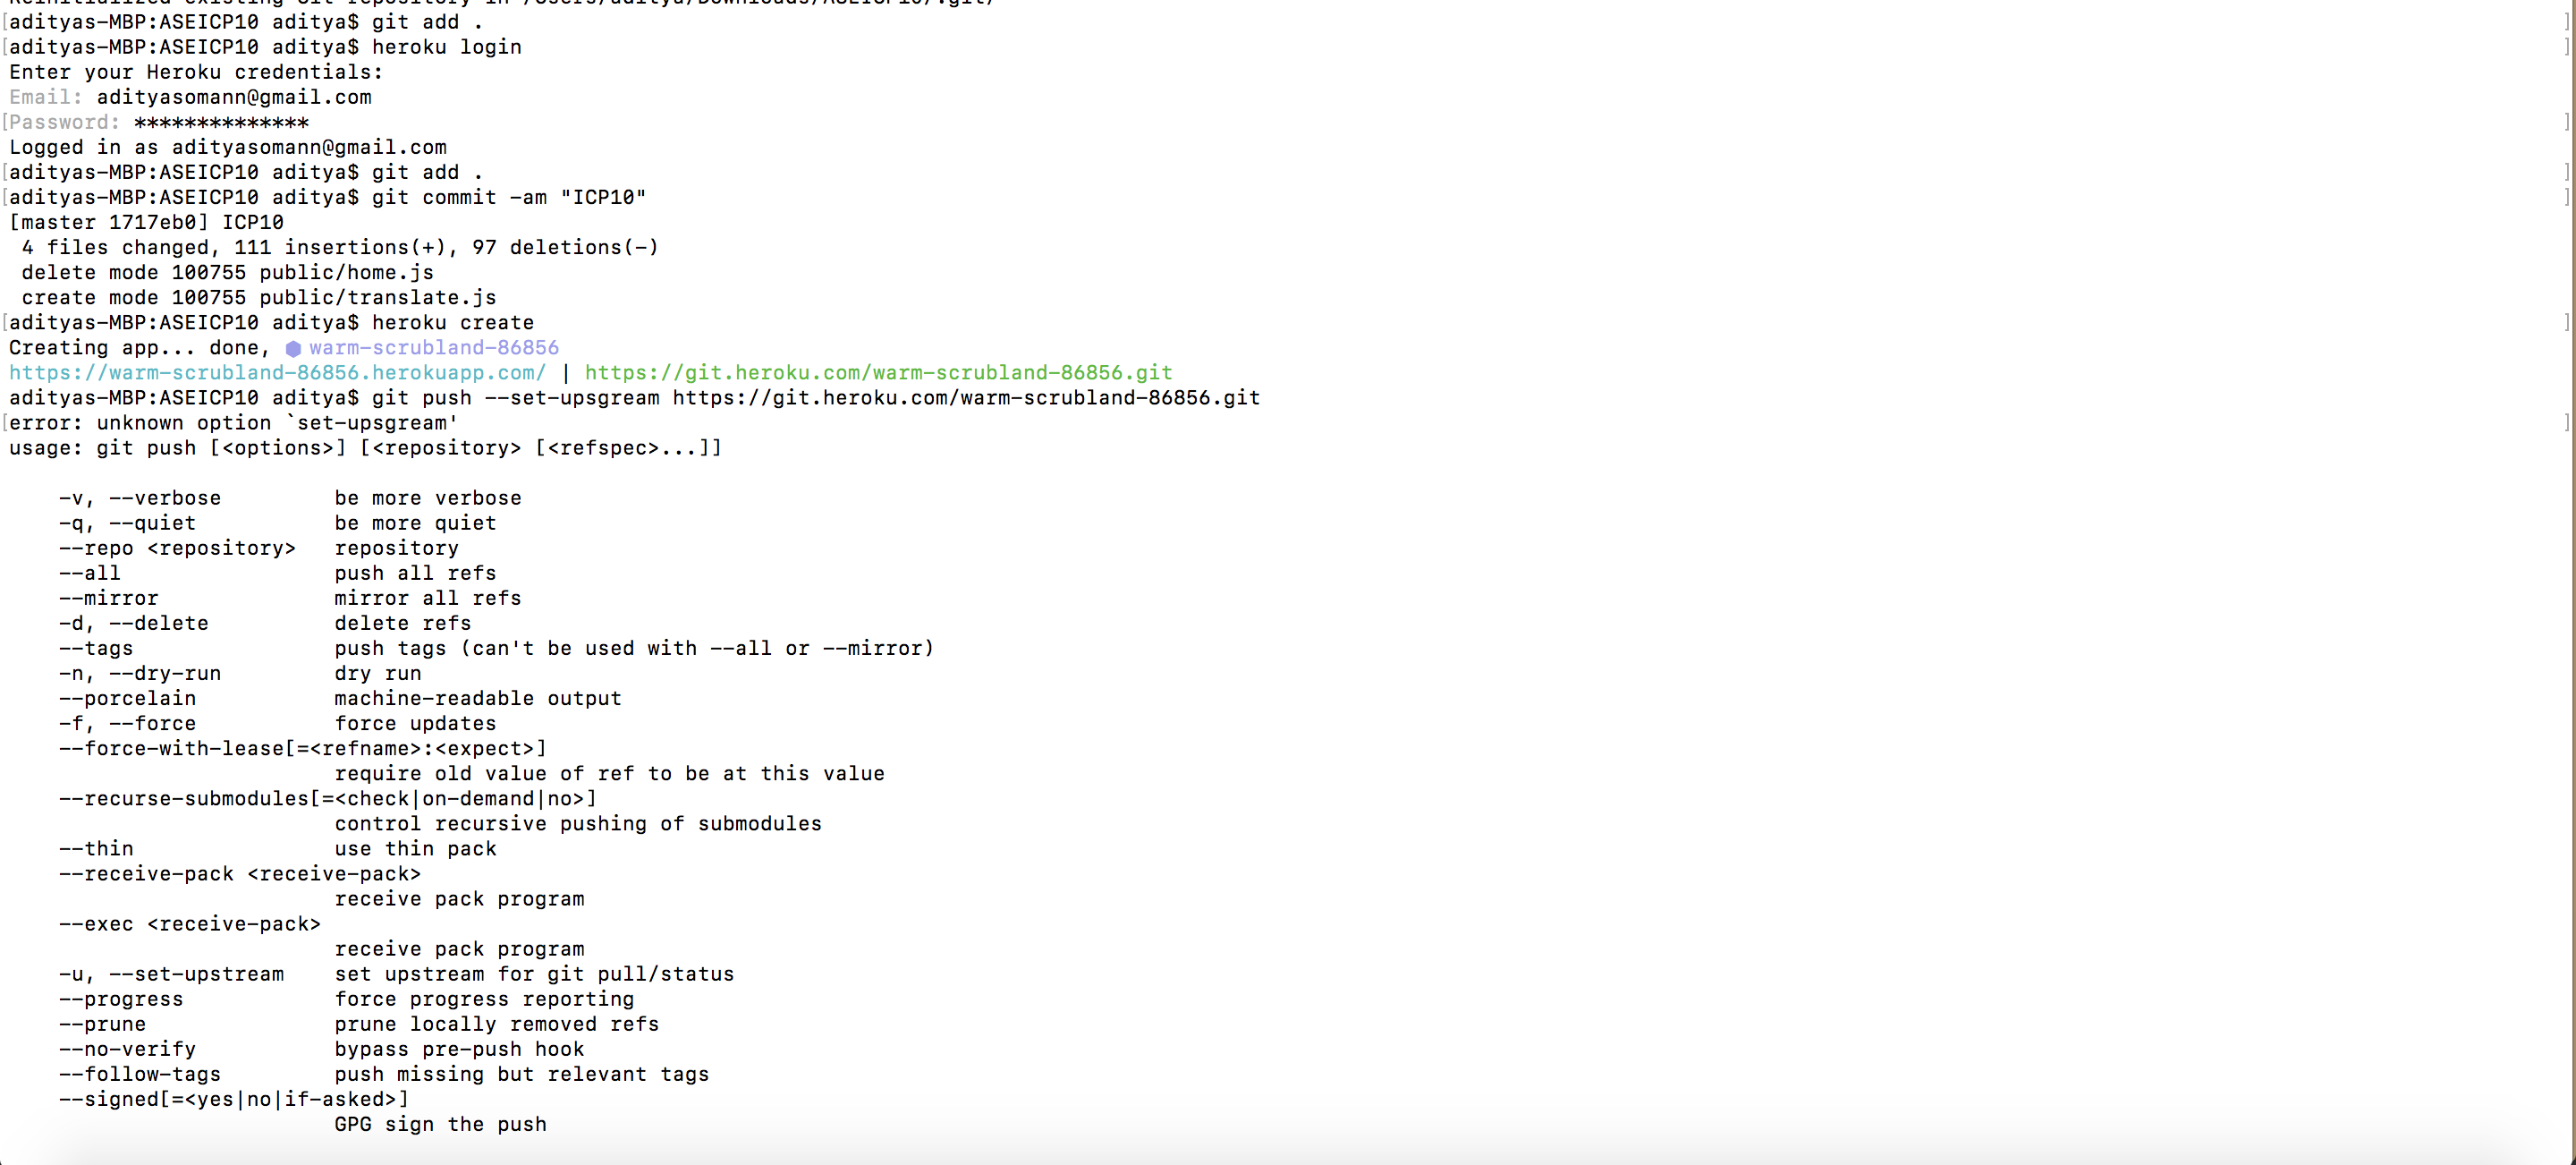 Reinitialized existing Git repository in /Users/aditya/Downloads/ASEICP10/.git/
[adityas-MBP:ASEICP10 aditya$ git add . ]
[adityas-MBP:ASEICP10 aditya$ heroku login ]
Enter your Heroku credentials:
Email: adityasomann@gmail.com
[Password: ************** ]
Logged in as adityasomann@gmail.com
[adityas-MBP:ASEICP10 aditya$ git add . ]
[adityas-MBP:ASEICP10 aditya$ git commit -am "ICP10" ]
[master 1717eb0] ICP10
 4 files changed, 111 insertions(+), 97 deletions(-)
 delete mode 100755 public/home.js
 create mode 100755 public/translate.js
[adityas-MBP:ASEICP10 aditya$ heroku create ]
Creating app... done, ⬢ warm-scrubland-86856
https://warm-scrubland-86856.herokuapp.com/ | https://git.heroku.com/warm-scrubland-86856.git
adityas-MBP:ASEICP10 aditya$ git push --set-upsgream https://git.heroku.com/warm-scrubland-86856.git
[error: unknown option `set-upsgream' ]
usage: git push [<options>] [<repository> [<refspec>...]]

    -v, --verbose         be more verbose
    -q, --quiet           be more quiet
    --repo <repository>   repository
    --all                 push all refs
    --mirror              mirror all refs
    -d, --delete          delete refs
    --tags                push tags (can't be used with --all or --mirror)
    -n, --dry-run         dry run
    --porcelain           machine-readable output
    -f, --force           force updates
    --force-with-lease[=<refname>:<expect>]
                          require old value of ref to be at this value
    --recurse-submodules[=<check|on-demand|no>]
                          control recursive pushing of submodules
    --thin                use thin pack
    --receive-pack <receive-pack>
                          receive pack program
    --exec <receive-pack>
                          receive pack program
    -u, --set-upstream    set upstream for git pull/status
    --progress            force progress reporting
    --prune               prune locally removed refs
    --no-verify           bypass pre-push hook
    --follow-tags         push missing but relevant tags
    --signed[=<yes|no|if-asked>]
                          GPG sign the push